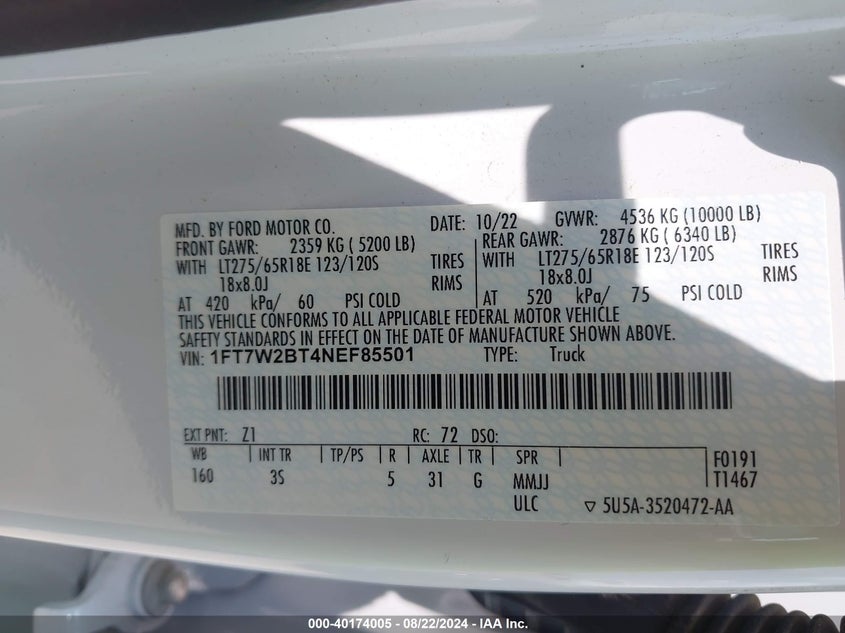 MFD. BY FORD MOTOR CO. DATE: 10/22 GVWR: 4536 KG (10000 LB)
FRONT GAWR: 2359 KG ( 5200 LB) REAR GAWR: 2876 KG ( 6340 LB)
WITH LT275/65R18E 123/120S TIRES WITH LT275/65R18E 123/120S TIRES
18x8.0J RIMS 18x8.0J RIMS
AT 420 kPa/ 60 PSI COLD AT 520 kPa/ 75 PSI COLD
THIS VEHICLE CONFORMS TO ALL APPLICABLE FEDERAL MOTOR VEHICLE
SAFETY STANDARDS IN EFFECT ON THE DATE OF MANUFACTURE SHOWN ABOVE.
VIN: 1FT7W2BT4NEF85501 TYPE: Truck
EXT PNT: Z1 RC: 72 DSO:
WB INT TR TP/PS R AXLE TR SPR F0191
160 3S 5 31 G MMJJ T1467
ULC ▽ 5U5A-3520472-AA
000-40174005 - 08/22/2024 - IAA Inc.